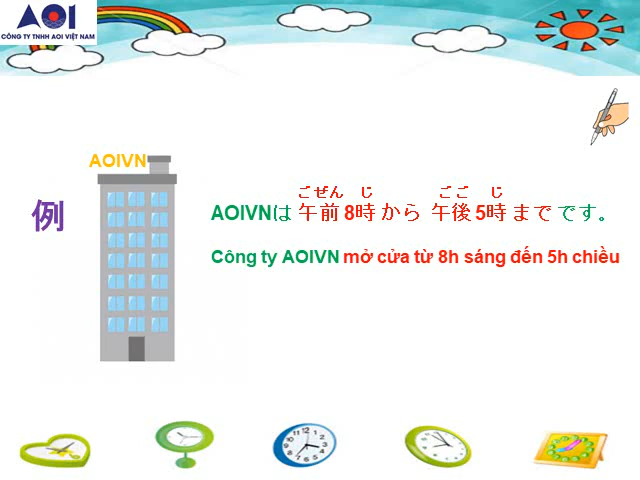 AOI
CÔNG TY TNHH AOI VIỆT NAM
AOIVN
例
ごぜん じ ごご じ
AOIVNは 午前 8時 から 午後 5時 まで です。
Công ty AOIVN mở cửa từ 8h sáng đến 5h chiều